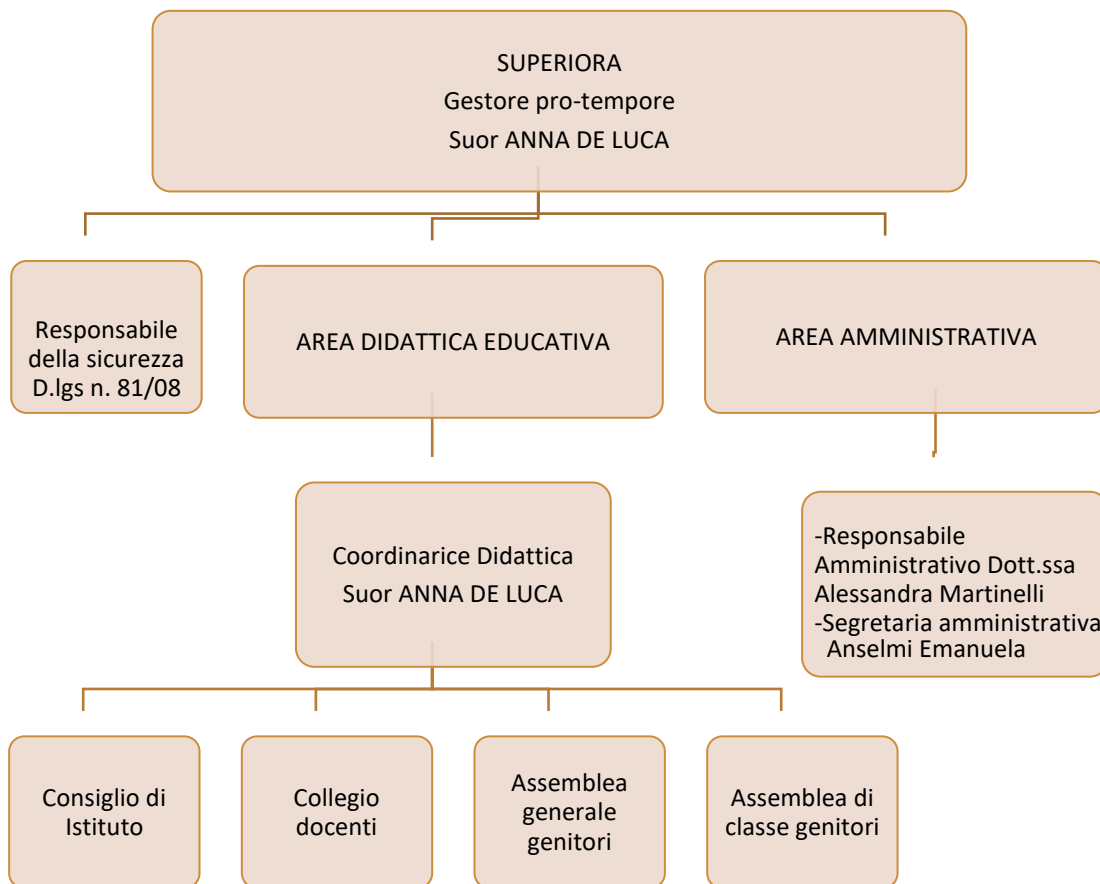 SUPERIORA
Gestore pro-tempore
Suor ANNA DE LUCA
Responsabile
della sicurezza
D.lgs n. 81/08
AREA DIDATTICA EDUCATIVA
AREA AMMINISTRATIVA
Coordinarice Didattica
Suor ANNA DE LUCA
-Responsabile
Amministrativo Dott.ssa
Alessandra Martinelli
-Segretaria amministrativa
Anselmi Emanuela
Consiglio di
Istituto
Collegio
docenti
Assemblea
generale
genitori
Assemblea di
classe genitori